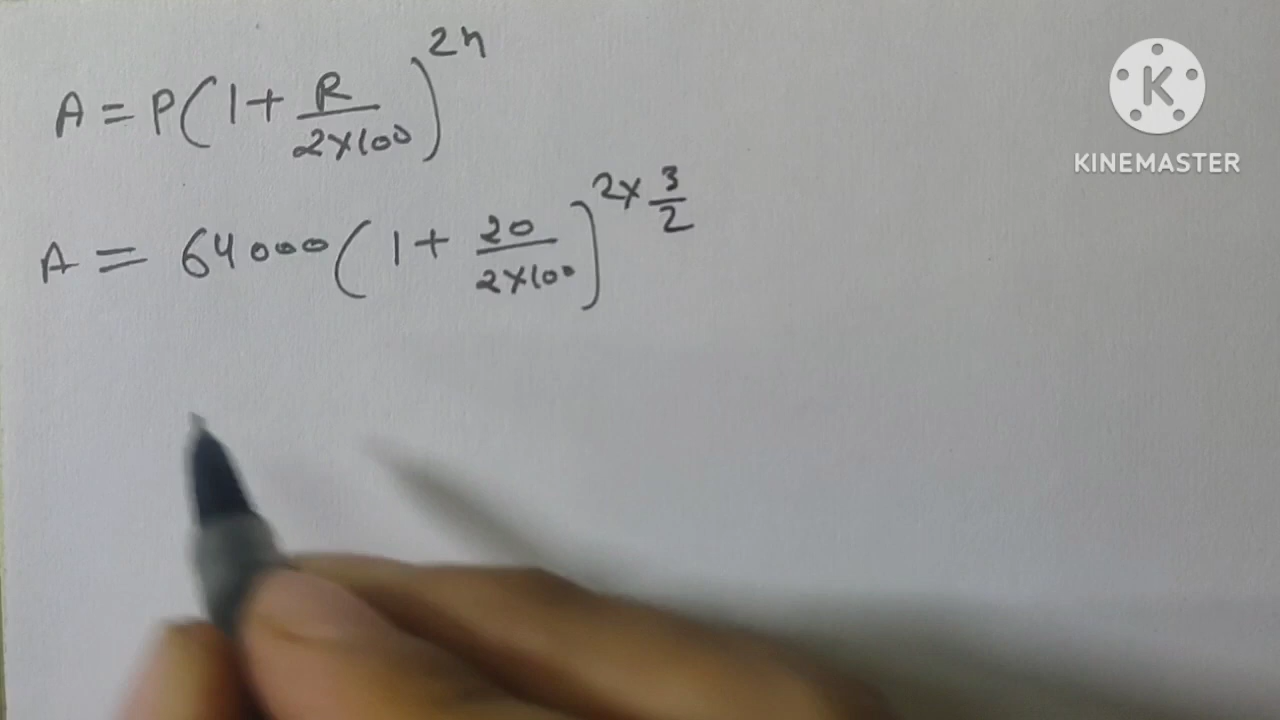 A = P(1 + R/(2×100))^2n
A = 64000(1 + 20/(2×100))^(2×3/2)
K
KINEMASTER